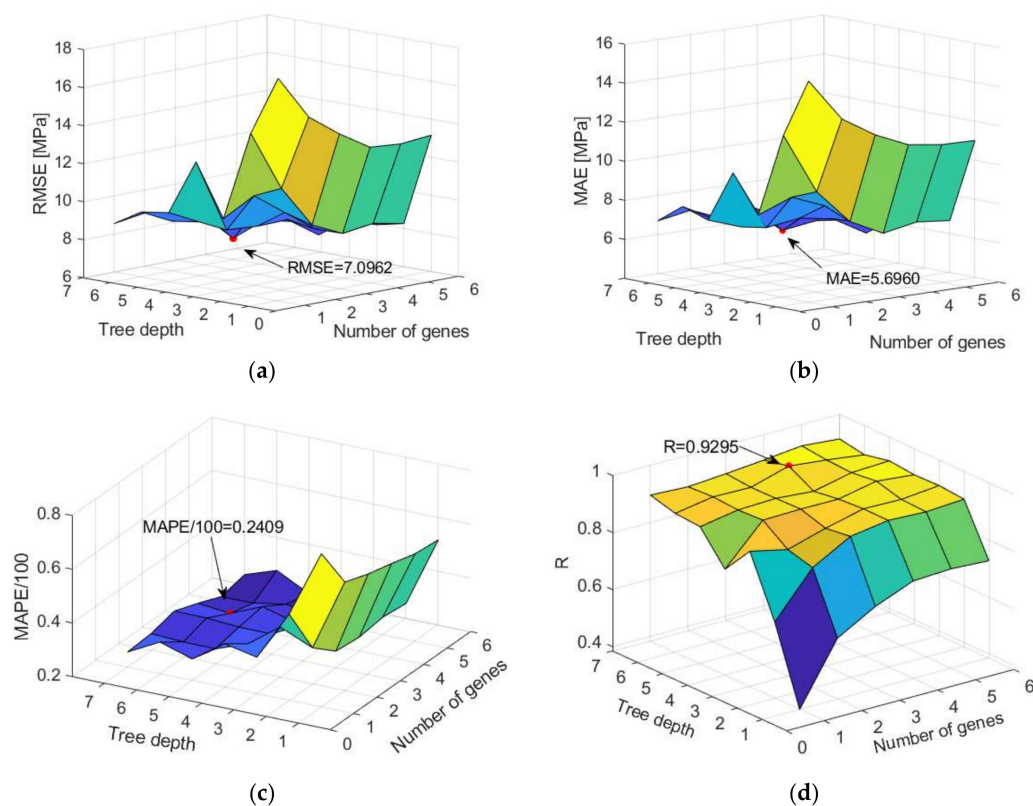 18
16
14
12
10
8
6
RMSE [MPa]
7 6 5 4 3 2 1 0
Tree depth
1 2 3 4 5 6
Number of genes
RMSE=7.0962
(a)
16
14
12
10
8
6
MAE [MPa]
7 6 5 4 3 2 1 0
Tree depth
1 2 3 4 5 6
Number of genes
MAE=5.6960
(b)
0.8
0.6
0.4
0.2
MAPE/100
MAPE/100=0.2409
7 6 5 4 3 2 1 0
Tree depth
1 2 3 4 5 6
Number of genes
(c)
1
0.8
0.6
0.4
R
R=0.9295
7 6 5 4 3 2 1 0
Tree depth
1 2 3 4 5 6
Number of genes
(d)